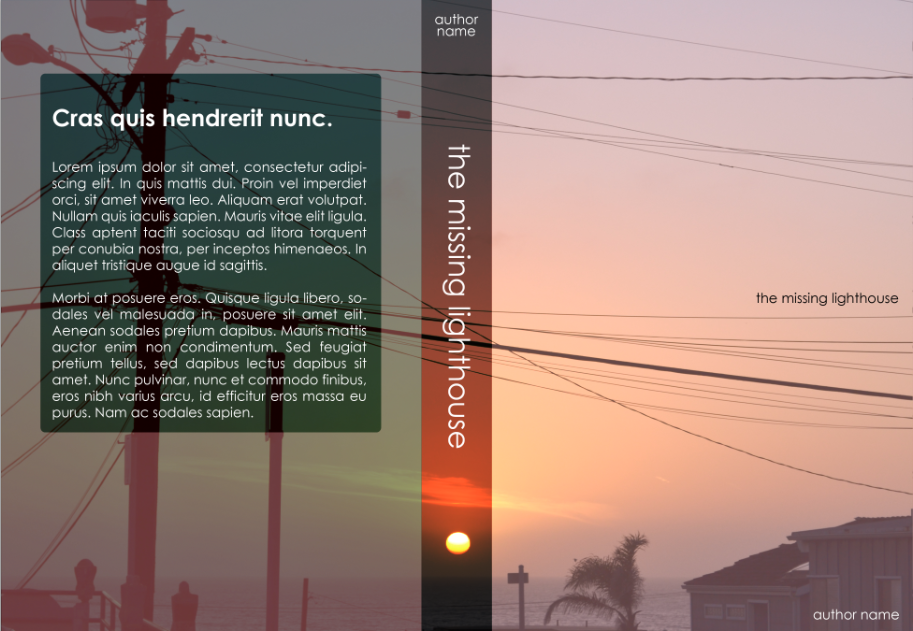 Cras quis hendrerit nunc.
Lorem ipsum dolor sit amet, consectetur adipi-
scing elit. In quis mattis dui. Proin vel imperdiet
orci, sit amet viverra leo. Aliquam erat volutpat.
Nullam quis iaculis sapien. Mauris vitae elit ligula.
Class aptent taciti sociosqu ad litora torquent
per conubia nostra, per inceptos himenaeos. In
aliquet tristique augue id sagittis.
Morbi at posuere eros. Quisque ligula libero, so-
dales vel malesuada in, posuere sit amet elit.
Aenean sodales pretium dapibus. Mauris mattis
auctor enim non condimentum. Sed feugiat
pretium tellus, sed dapibus lectus dapibus sit
amet. Nunc pulvinar, nunc et commodo finibus,
eros nibh varius arcu, id efficitur eros massa eu
purus. Nam ac sodales sapien.
author
name
the missing lighthouse
the missing lighthouse
author name